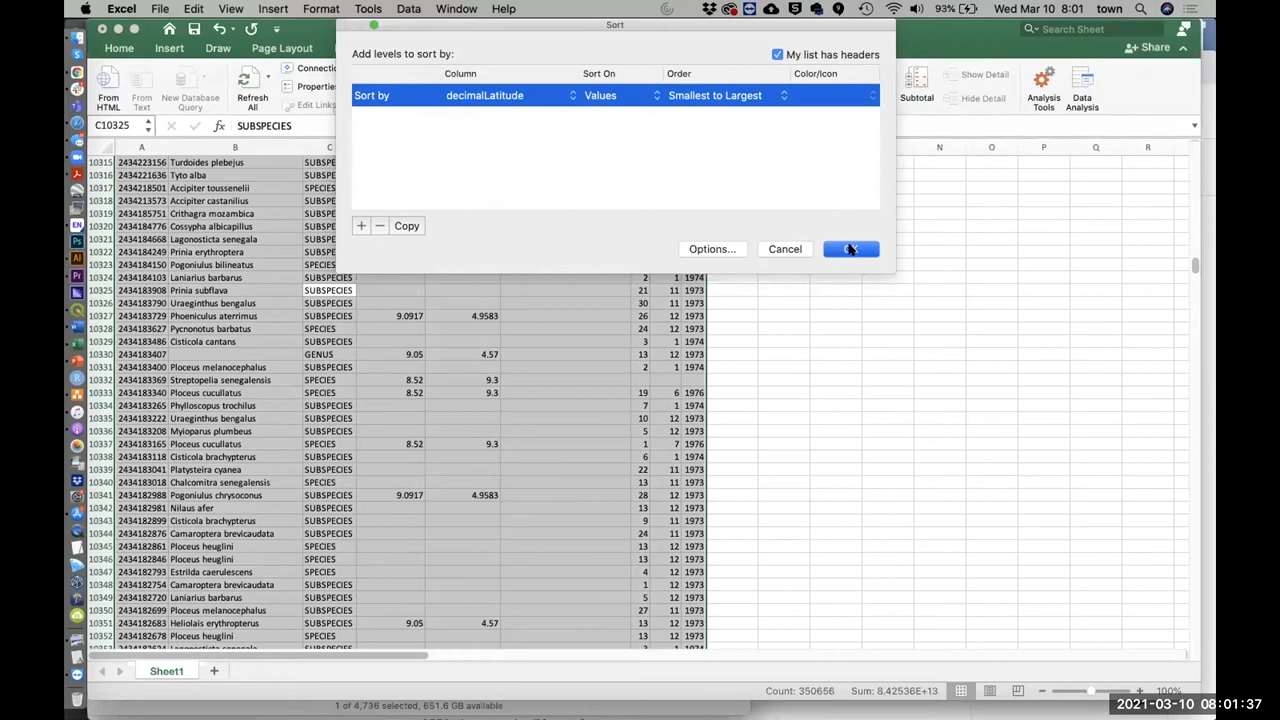 Excel File Edit View Insert Format Tools Data Window Help 93% Wed Mar 10 8:01 town
Sort
Search Sheet
Home Insert Draw Page Layout
Share
Add levels to sort by:
My list has headers
Column Sort On Order Color/Icon
Sort by decimalLatitude Values Smallest to Largest
From HTML
New Database Query
Refresh All
Subtotal
Show Detail
Hide Detail
Analysis Tools
Data Analysis
C10325 fx SUBSPECIES
+ − Copy
Options... Cancel
A B C N O P Q R
10315 2434223156 Turdoides plebejus
10316 2434221636 Tyto alba
10317 2434218501 Accipiter toussenelii SPECIES
10318 2434213573 Accipiter castanilius
10319 2434185751 Crithagra mozambica
10320 2434184776 Cossypha albicapillus
10321 2434184668 Lagonosticta senegala
10322 2434184249 Prinia erythroptera
10323 2434184150 Pogoniulus bilineatus
10324 2434184103 Laniarius barbarus SUBSPECIES 2 1 1974
10325 2434183908 Prinia subflava SUBSPECIES 21 11 1973
10326 2434183790 Uraeginthus bengalus SUBSPECIES 30 11 1973
10327 2434183729 Phoeniculus aterrimus SUBSPECIES 9.0917 4.9583 26 12 1973
10328 2434183627 Pycnonotus barbatus SPECIES 24 12 1973
10329 2434183486 Cisticola cantans SUBSPECIES 3 1 1974
10330 2434183407 GENUS 9.05 4.57 13 12 1973
10331 2434183400 Ploceus melanocephalus SUBSPECIES 2 1 1974
10332 2434183369 Streptopelia senegalensis SPECIES 8.52 9.3
10333 2434183340 Ploceus cucullatus SPECIES 8.52 9.3 19 6 1976
10334 2434183265 Phylloscopus trochilus SUBSPECIES 7 1 1974
10335 2434183222 Uraeginthus bengalus SUBSPECIES 10 12 1973
10336 2434183208 Myioparus plumbeus SUBSPECIES 5 12 1973
10337 2434183165 Ploceus cucullatus SPECIES 8.52 9.3 1 7 1976
10338 2434183118 Cisticola brachypterus SUBSPECIES 6 1 1974
10339 2434183041 Platysteira cyanea SUBSPECIES 22 11 1973
10340 2434183018 Chalcomitra senegalensis SPECIES 13 11 1973
10341 2434182988 Pogoniulus chrysoconus SUBSPECIES 9.0917 4.9583 28 12 1973
10342 2434182981 Nilaus afer SUBSPECIES 13 12 1973
10343 2434182899 Cisticola brachypterus SUBSPECIES 9 11 1973
10344 2434182876 Camaroptera brevicaudata SUBSPECIES 24 11 1973
10345 2434182861 Ploceus heuglini SPECIES 13 12 1973
10346 2434182846 Ploceus heuglini SPECIES 13 12 1973
10347 2434182793 Estrilda caerulescens SPECIES 4 12 1973
10348 2434182754 Camaroptera brevicaudata SUBSPECIES 1 12 1973
10349 2434182720 Laniarius barbarus SUBSPECIES 5 12 1973
10350 2434182699 Ploceus melanocephalus SUBSPECIES 27 11 1973
10351 2434182683 Heliolais erythropterus SUBSPECIES 9.05 4.57 13 12 1973
10352 2434182678 Ploceus heuglini SPECIES 13 12 1973
Sheet1 +
Count: 350656 Sum: 8.42536E+13 − + 100%
1 of 4,736 selected, 651.6 GB available
2021-03-10 08:01:37